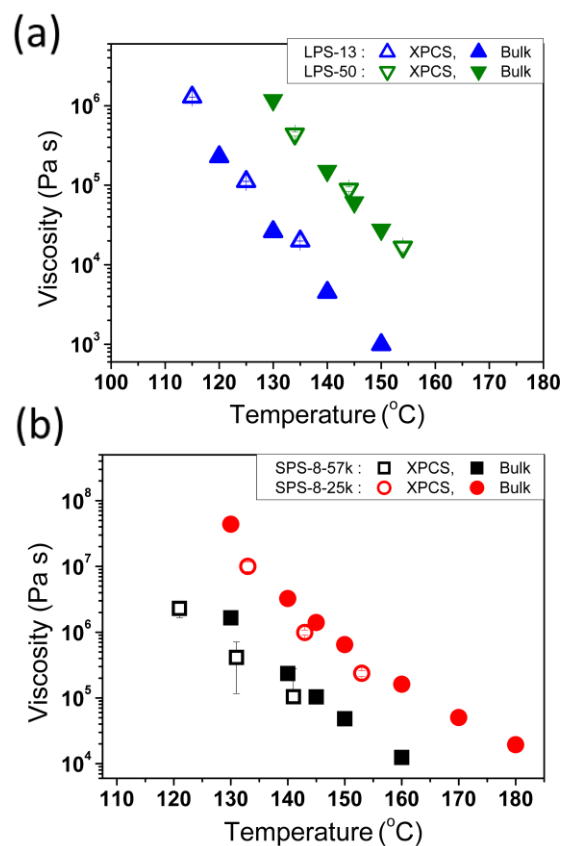 (a)
LPS-13 : XPCS, Bulk
LPS-50 : XPCS, Bulk
10^6
10^5
10^4
10^3
Viscosity (Pa s)
100 110 120 130 140 150 160 170 180
Temperature (°C)
(b)
SPS-8-57k : XPCS, Bulk
SPS-8-25k : XPCS, Bulk
10^8
10^7
10^6
10^5
10^4
Viscosity (Pa s)
110 120 130 140 150 160 170 180
Temperature (°C)